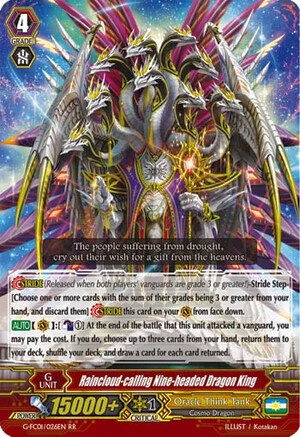 4
GRADE
The people suffering from drought,
cry out their wish for a gift from the heavens.
STRIDE (Released when both players' vanguards are grade 3 or greater!)-Stride Step-
[Choose one or more cards with the sum of their grades being 3 or greater from
your hand, and discard them] STRIDE this card on your from face down.
AUTO 1: [ 1] At the end of the battle that this unit attacked a vanguard, you
may pay the cost. If you do, choose up to three cards from your hand, return them to
your deck, shuffle your deck, and draw a card for each card returned.
G
UNIT
Raincloud-calling Nine-headed Dragon King
POWER
15000+
1
CRITICAL
Oracle Think Tank
Cosmo Dragon
G-FC01/026EN RR
ILLUST / Kotakan